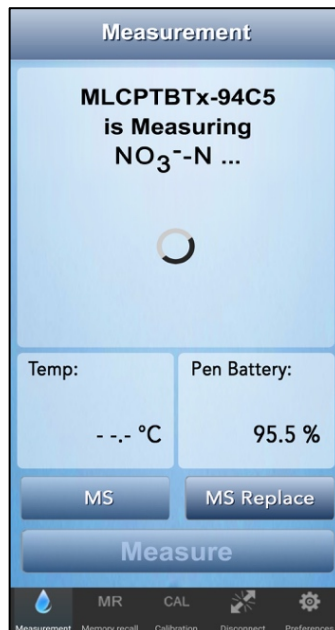 Measurement
MLCPTBTx-94C5
is Measuring
NO₃⁻-N ...
Temp:
Pen Battery:
--.- °C
95.5 %
MS
MS Replace
Measure
MR
CAL
Measurement
Memory recall
Calibration
Disconnect
Preferences